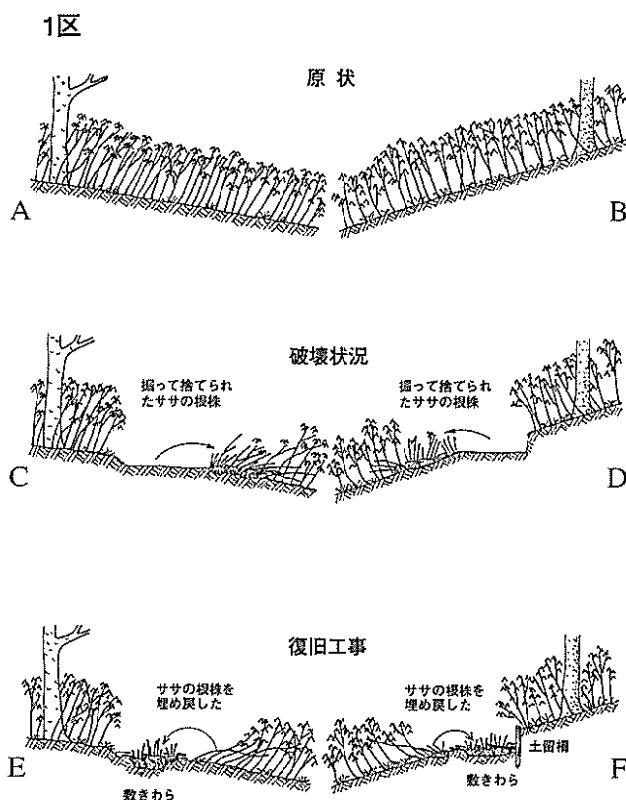 1区
原状
A
B
破壊状況
掘って捨てられ
たササの根株
掘って捨てられ
たササの根株
C
D
復旧工事
ササの根株を
埋め戻した
ササの根株を
埋め戻した
土留柵
E
敷きわら
敷きわら
F